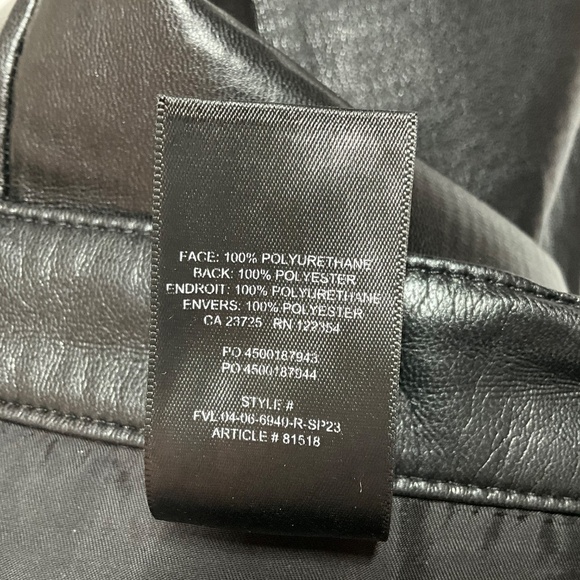 FACE: 100% POLYURETHANE
BACK: 100% POLYESTER
ENDROIT: 100% POLYURETHANE
ENVERS: 100% POLYESTER
CA 23725 RN 122354
PO 4500187943
PO 4500187944
STYLE #
FVL-04-06-6940-R-SP23
ARTICLE # 81518